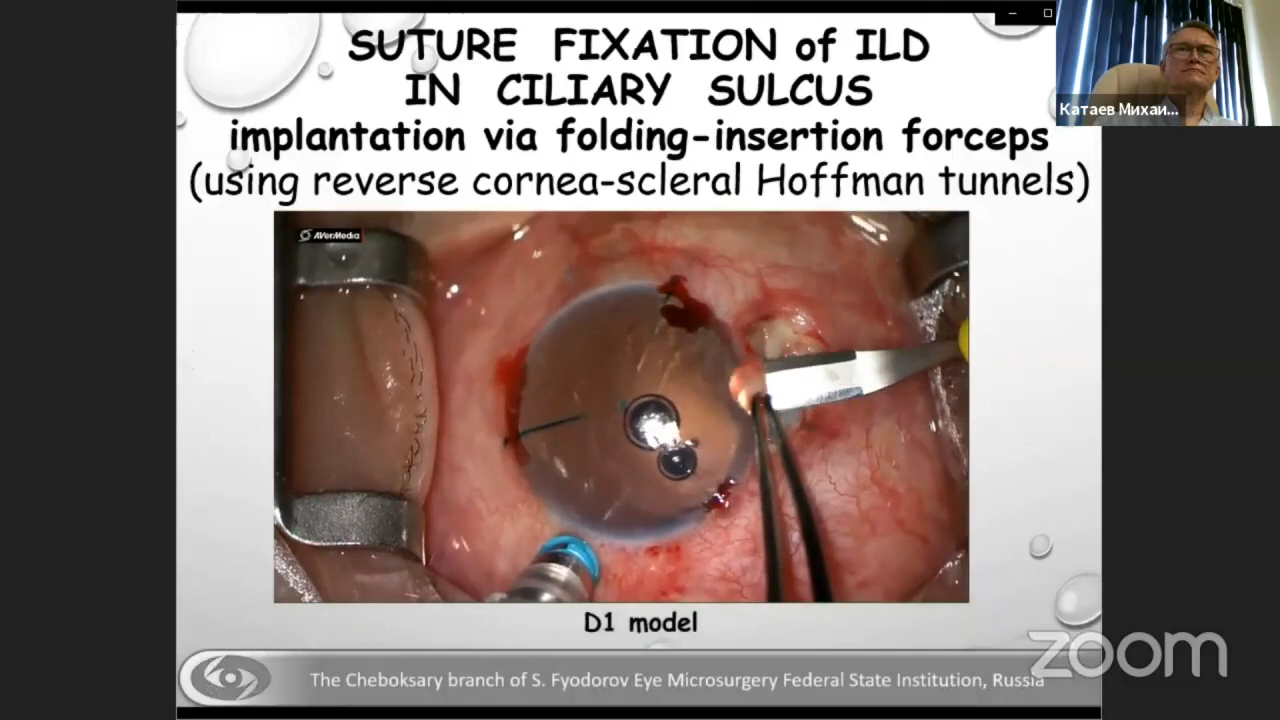 SUTURE FIXATION of ILD
IN CILIARY SULCUS
implantation via folding-insertion forceps
(using reverse cornea-scleral Hoffman tunnels)
Катаев Михаи...
AVerMedia
D1 model
The Cheboksary branch of S. Fyodorov Eye Microsurgery Federal State Institution, Russia
zoom